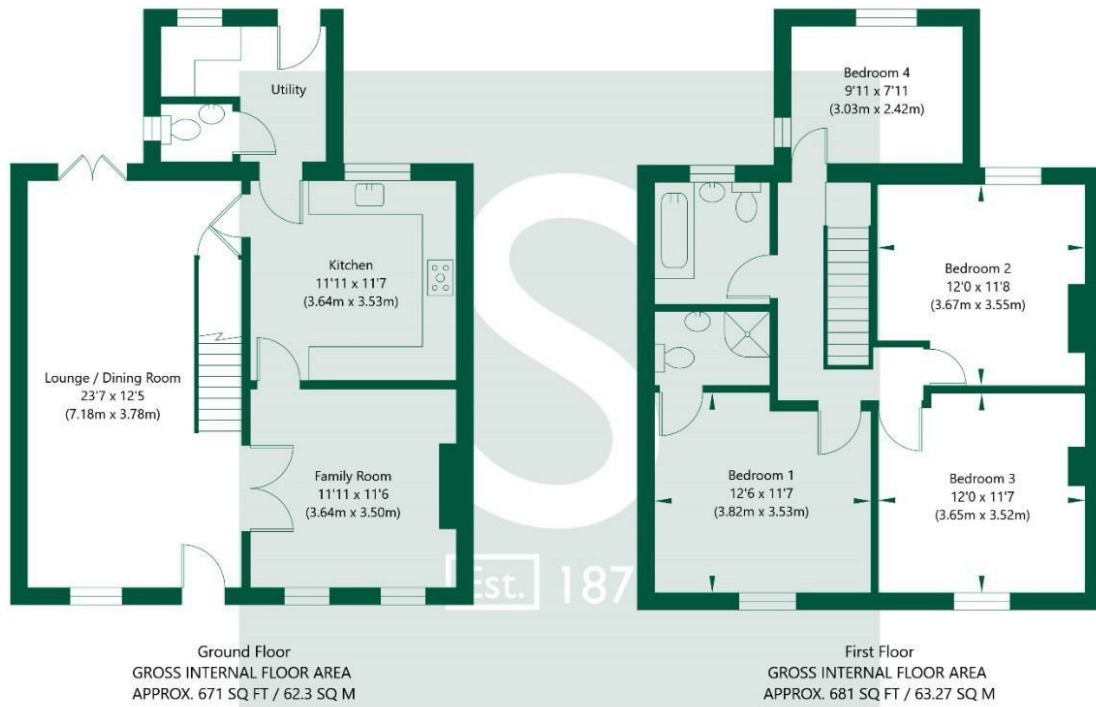 Utility
Kitchen
11'11 x 11'7
(3.64m x 3.53m)
Lounge / Dining Room
23'7 x 12'5
(7.18m x 3.78m)
Family Room
11'11 x 11'6
(3.64m x 3.50m)
Ground Floor
GROSS INTERNAL FLOOR AREA
APPROX. 671 SQ FT / 62.3 SQ M
Bedroom 4
9'11 x 7'11
(3.03m x 2.42m)
Bedroom 2
12'0 x 11'8
(3.67m x 3.55m)
Bedroom 1
12'6 x 11'7
(3.82m x 3.53m)
Bedroom 3
12'0 x 11'7
(3.65m x 3.52m)
First Floor
GROSS INTERNAL FLOOR AREA
APPROX. 681 SQ FT / 63.27 SQ M
S
Est. 187